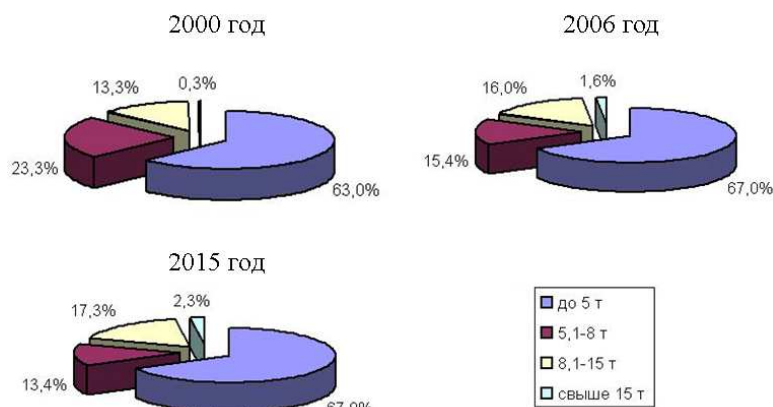 2000 год
13,3%
0,3%
23,3%
63,0%
2006 год
16,0%
1,6%
15,4%
67,0%
2015 год
17,3%
2,3%
13,4%
67,0%
до 5 т
5,1-8 т
8,1-15 т
свыше 15 т